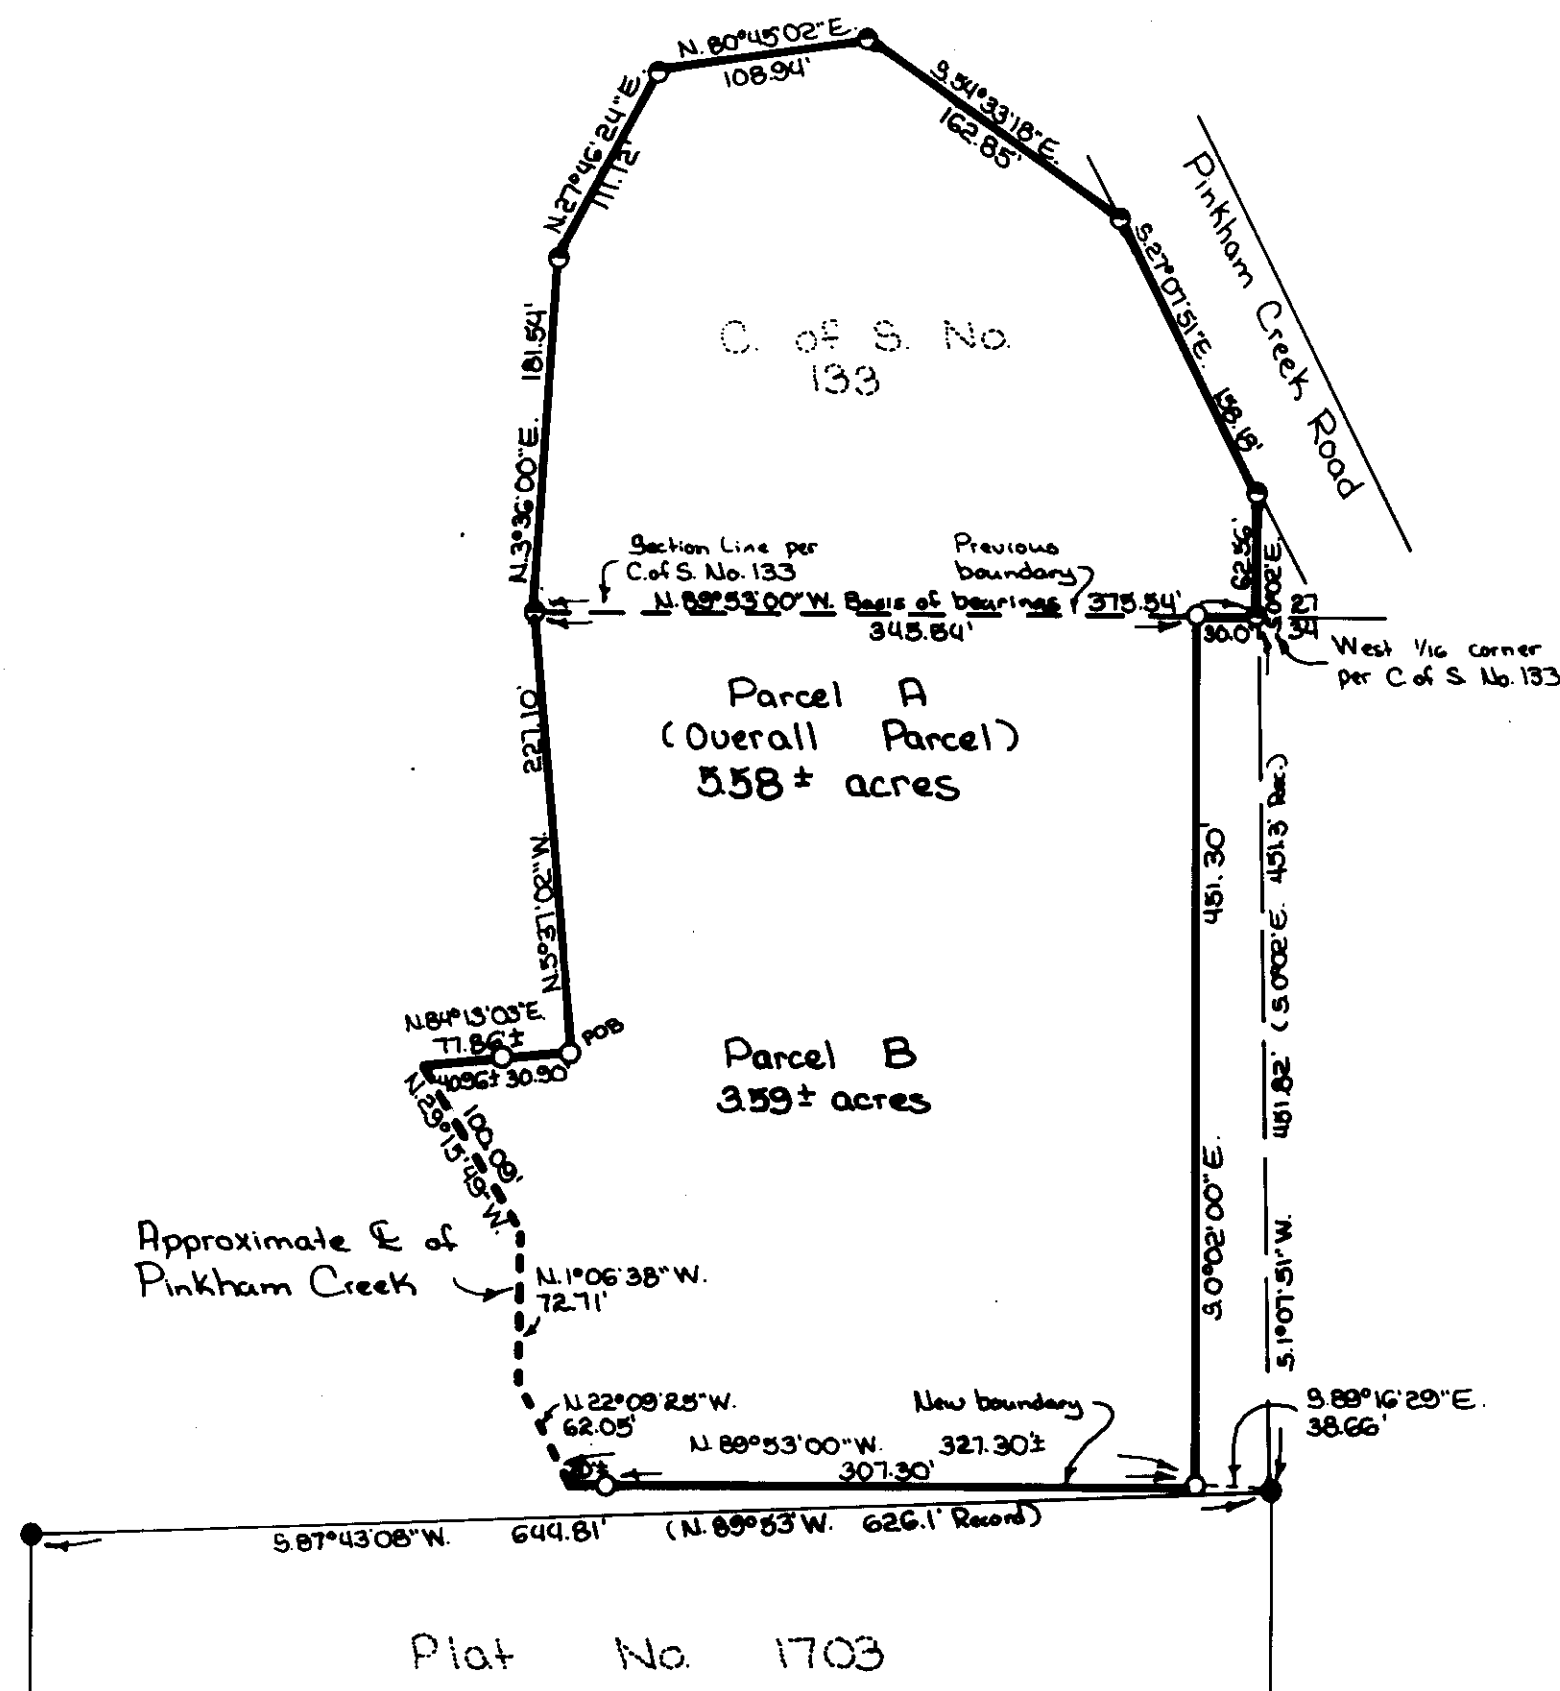 N. 80°45'02"E.
108.94'
N.27°46'24"E.
111.12'
S.54°33'18"E.
162.85'
Pinkham Creek Road
S.27°07'51"E. 158.18'
C. of S. No.
133
N.3°36'00"E. 181.54'
Section Line per
C. of S. No. 133
Previous
boundary
N.89°53'00"W. Basis of bearings 375.54'
345.54'
30.0'
62.56'
S.0°02'E.
27
34
West 1/16 corner
per C. of S. No. 133
Parcel A
(Overall Parcel)
5.58± acres
227.10'
N.5°37'02"W.
451.30'
S.0°02'00"E.
451.82' (S.0°02'E. 451.3' Rec.)
S.1°07'51"W.
N.84°13'03"E.
77.86'±
POB
40.96± 30.90'
Parcel B
3.59± acres
100.09'
N.29°15'49"W.
Approximate ℄ of
Pinkham Creek
N.1°06'38"W.
72.71'
N.22°09'25"W.
62.05'
New boundary
S.89°16'29"E.
38.66'
N.89°53'00"W. 327.30'±
20'±
307.30'
S.87°43'08"W. 644.81' (N.89°53'W. 626.1' Record)
Plat No. 1703